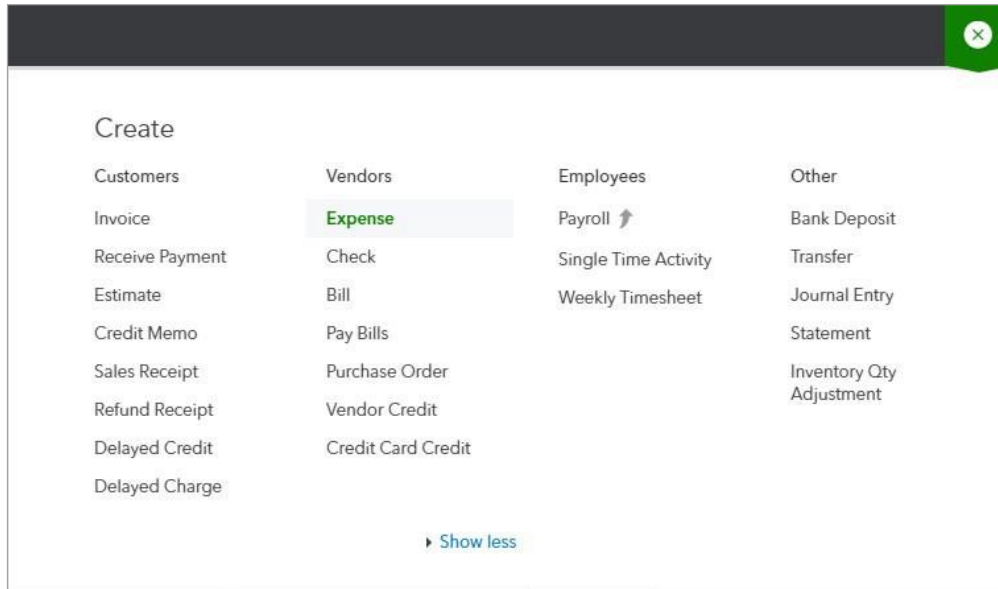 Create
Customers
Invoice
Receive Payment
Estimate
Credit Memo
Sales Receipt
Refund Receipt
Delayed Credit
Delayed Charge
Vendors
Expense
Check
Bill
Pay Bills
Purchase Order
Vendor Credit
Credit Card Credit
Employees
Payroll
Single Time Activity
Weekly Timesheet
Other
Bank Deposit
Transfer
Journal Entry
Statement
Inventory Qty
Adjustment
Show less